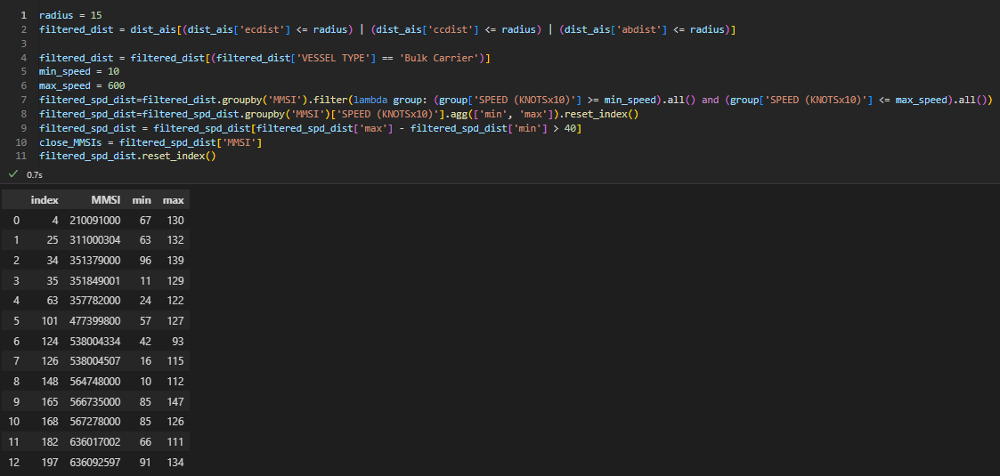 1 radius = 15
2 filtered_dist = dist_ais[(dist_ais['ecdist'] <= radius) | (dist_ais['ccdist'] <= radius) | (dist_ais['abdist'] <= radius)]
3
4 filtered_dist = filtered_dist[(filtered_dist['VESSEL TYPE'] == 'Bulk Carrier')]
5 min_speed = 10
6 max_speed = 600
7 filtered_spd_dist=filtered_dist.groupby('MMSI').filter(lambda group: (group['SPEED (KNOTSx10)'] >= min_speed).all() and (group['SPEED (KNOTSx10)'] <= max_speed).all())
8 filtered_spd_dist=filtered_spd_dist.groupby('MMSI')['SPEED (KNOTSx10)'].agg(['min', 'max']).reset_index()
9 filtered_spd_dist = filtered_spd_dist[filtered_spd_dist['max'] - filtered_spd_dist['min'] > 40]
10 close_MMSIs = filtered_spd_dist['MMSI']
11 filtered_spd_dist.reset_index()
✓ 0.7s
index MMSI min max
0 4 210091000 67 130
1 25 311000304 63 132
2 34 351379000 96 139
3 35 351849001 11 129
4 63 357782000 24 122
5 101 477399800 57 127
6 124 538004334 42 93
7 126 538004507 16 115
8 148 564748000 10 112
9 165 566735000 85 147
10 168 567278000 85 126
11 182 636017002 66 111
12 197 636092597 91 134